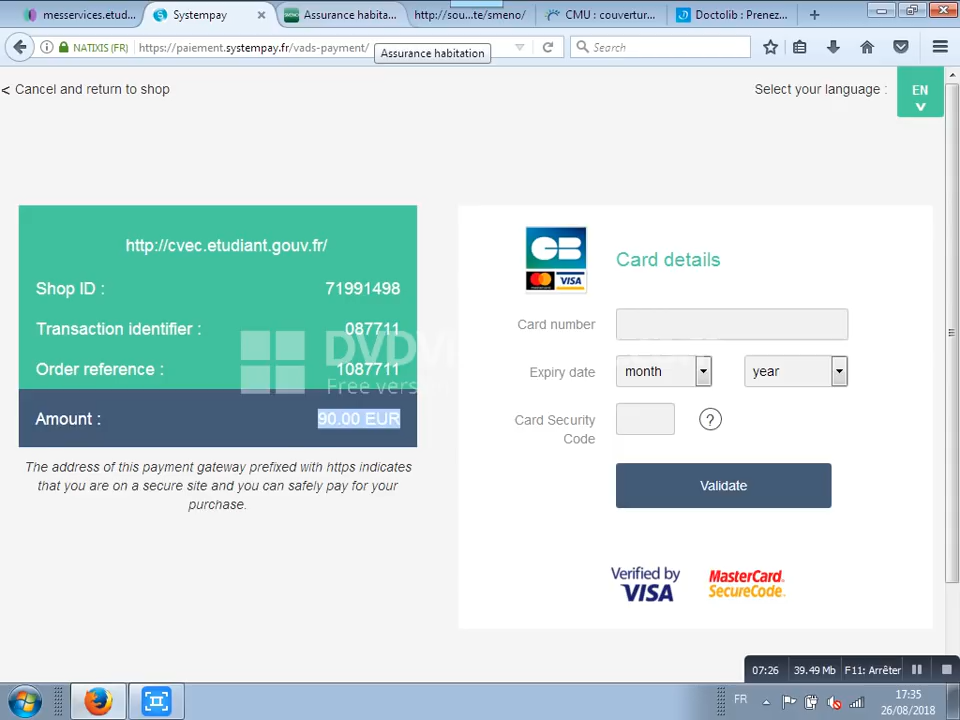 messervices.etud...
Systempay
Assurance habita...
http://sou...te/smeno/
CMU : couvertur...
Doctolib : Prenez...
NATIXIS (FR)
https://paiement.systempay.fr/vads-payment/
Search
Assurance habitation
< Cancel and return to shop
Select your language :
EN
http://cvec.etudiant.gouv.fr/
Shop ID :
71991498
Transaction identifier :
087711
Order reference :
1087711
Amount :
90.00 EUR
The address of this payment gateway prefixed with https indicates
that you are on a secure site and you can safely pay for your
purchase.
CB
VISA
Card details
Card number
Expiry date
month
year
Card Security
Code
?
Validate
Verified by
VISA
MasterCard.
SecureCode.
Free vers
07:26
39.49 Mb
F11: Arrêter
FR
17:35
26/08/2018